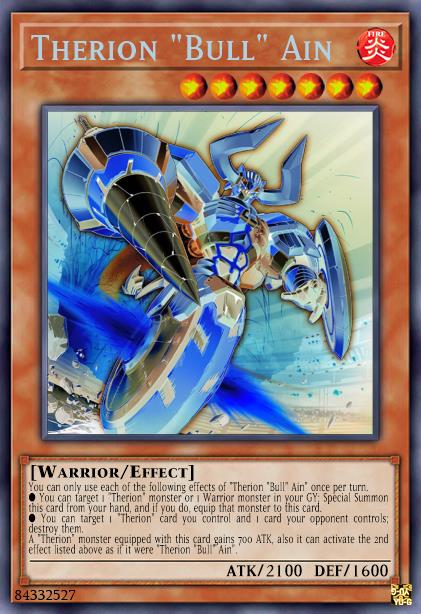 Therion "Bull" Ain
FIRE
炎
[Warrior/Effect]
You can only use each of the following effects of "Therion "Bull" Ain" once per turn.
● You can target 1 "Therion" monster or 1 Warrior monster in your GY; Special Summon
this card from your hand, and if you do, equip that monster to this card.
● You can target 1 "Therion" card you control and 1 card your opponent controls;
destroy them.
A "Therion" monster equipped with this card gains 700 ATK, also it can activate the 2nd
effect listed above as if it were "Therion "Bull" Ain".
ATK/2100 DEF/1600
84332527